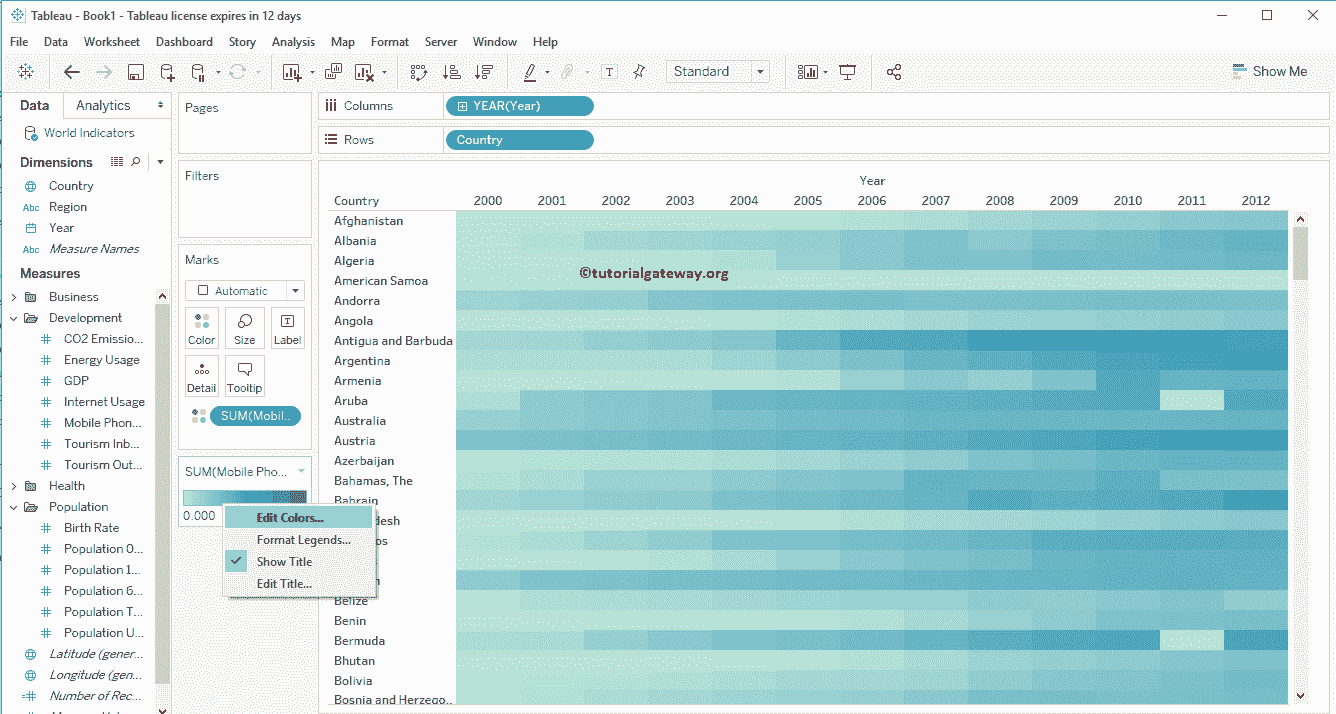 Tableau - Book1 - Tableau license expires in 12 days
File Data Worksheet Dashboard Story Analysis Map Format Server Window Help
Standard
Show Me
Data Analytics
World Indicators
Dimensions
Country
Abc Region
Year
Abc Measure Names
Measures
Business
Development
CO2 Emissio...
Energy Usage
GDP
Internet Usage
Mobile Phon...
Tourism Inb...
Tourism Out...
Health
Population
Birth Rate
Population 0...
Population 1...
Population 6...
Population T...
Population U...
Latitude (gener...
Longitude (gen...
Number of Rec...
Pages
Filters
Marks
Automatic
Color Size Label
Detail Tooltip
SUM(Mobil..
SUM(Mobile Pho...
0.000
Edit Colors...
Format Legends...
Show Title
Edit Title...
Columns YEAR(Year)
Rows Country
Year
Country 2000 2001 2002 2003 2004 2005 2006 2007 2008 2009 2010 2011 2012
Afghanistan
Albania
Algeria
©tutorialgateway.org
American Samoa
Andorra
Angola
Antigua and Barbuda
Argentina
Armenia
Aruba
Australia
Austria
Azerbaijan
Bahamas, The
Bahrain
Belize
Benin
Bermuda
Bhutan
Bolivia
Bosnia and Herzego..